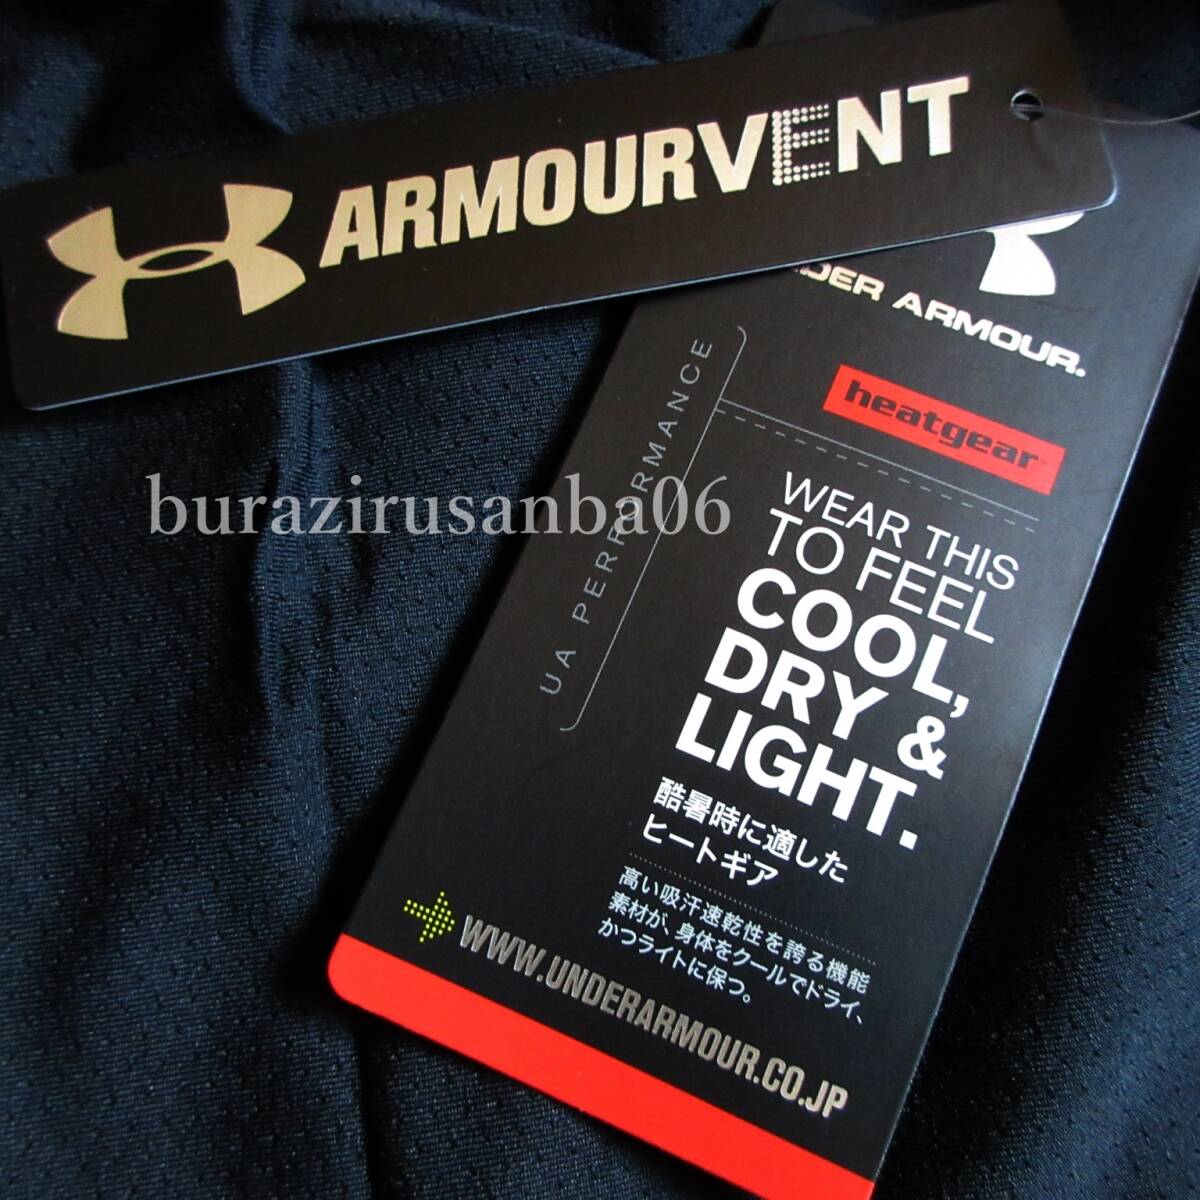 ARMOURVENT
DER ARMOUR.
heatgear
UA PERFORMANCE
WEAR THIS
TO FEEL
COOL,
DRY &
LIGHT.
酷暑時に適した
ヒートギア
高い吸汗速乾性を誇る機能
素材が、身体をクールでドライ、
かつライトに保つ。
WWW.UNDERARMOUR.CO.JP
burazirusanba06